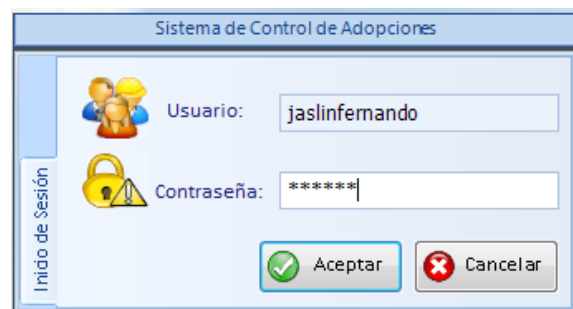 Sistema de Control de Adopciones
Usuario:
jaslinfernando
Contraseña:
******
Inicio de Sesión
Aceptar
Cancelar